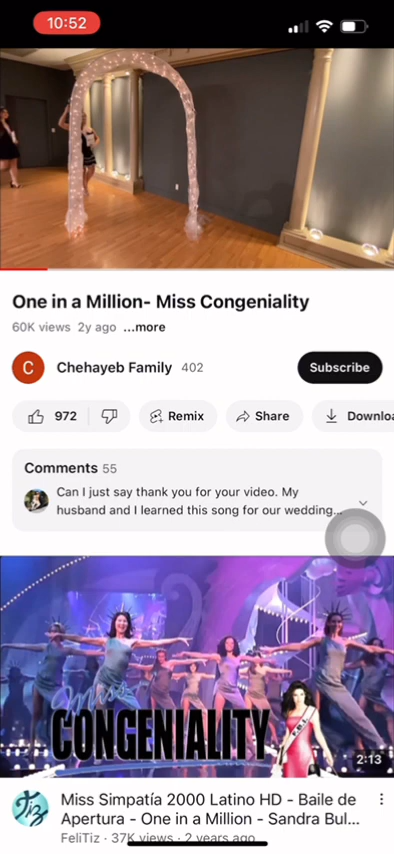 10:52
One in a Million- Miss Congeniality
60K views 2y ago ...more
C Chehayeb Family 402 Subscribe
972 Remix Share Downloa
Comments 55
Can I just say thank you for your video. My
husband and I learned this song for our wedding...
Miss
CONGENIALITY
2:13
Miss Simpatía 2000 Latino HD - Baile de
Apertura - One in a Million - Sandra Bul...
FeliTiz · 37K views · 2 years ago